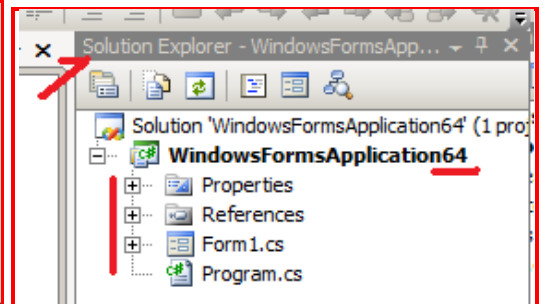 Solution Explorer - WindowsFormsApp...
Solution 'WindowsFormsApplication64' (1 proj
WindowsFormsApplication64
Properties
References
Form1.cs
Program.cs